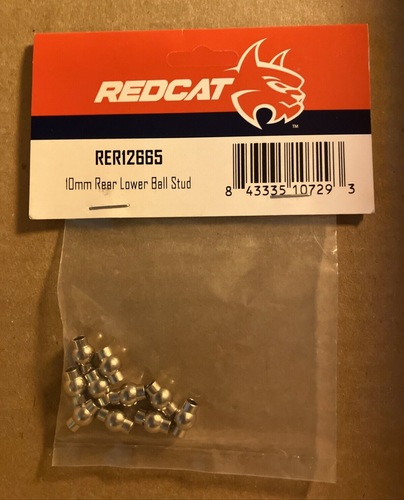 REDCAT
TM
RER12665
10mm Rear Lower Ball Stud
8 43335 10729 3